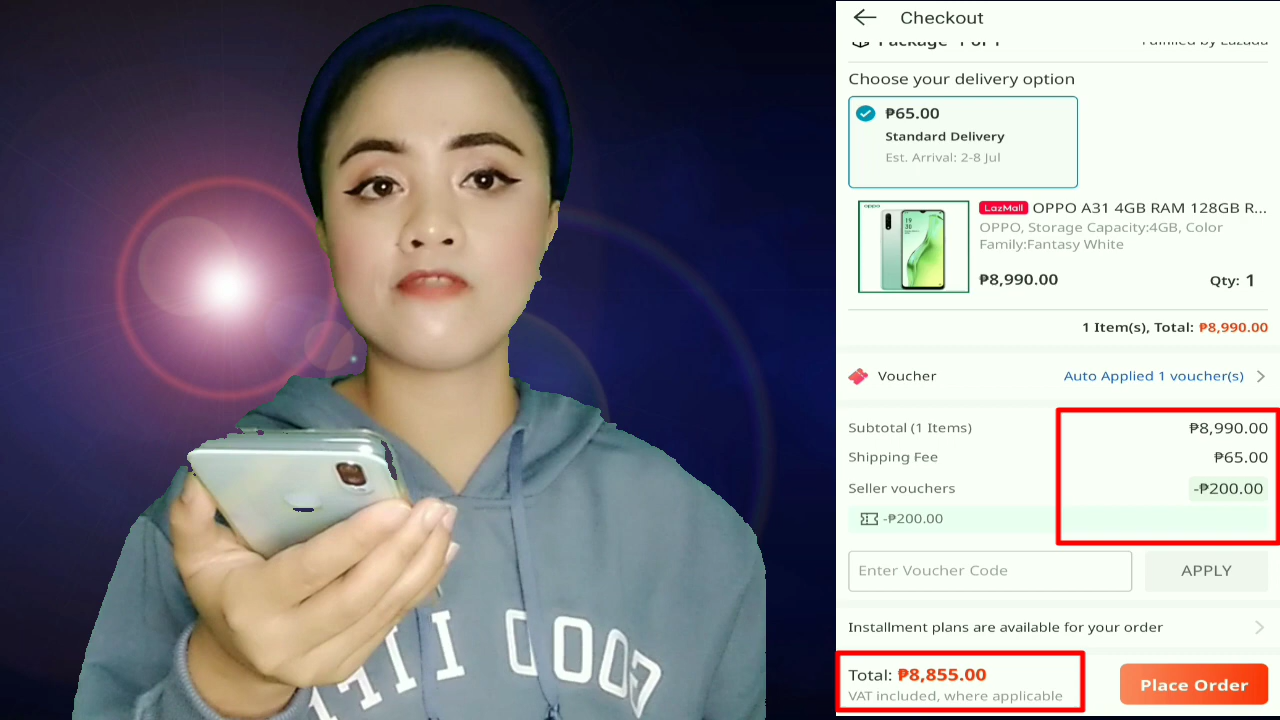 Checkout
Choose your delivery option
₱65.00
Standard Delivery
Est. Arrival: 2-8 Jul
oppo
19
30
LazMall OPPO A31 4GB RAM 128GB R...
OPPO, Storage Capacity:4GB, Color
Family:Fantasy White
₱8,990.00 Qty: 1
1 Item(s), Total: ₱8,990.00
Voucher Auto Applied 1 voucher(s)
Subtotal (1 Items) ₱8,990.00
Shipping Fee ₱65.00
Seller vouchers -₱200.00
-₱200.00
Enter Voucher Code APPLY
Installment plans are available for your order
Total: ₱8,855.00
VAT included, where applicable
Place Order